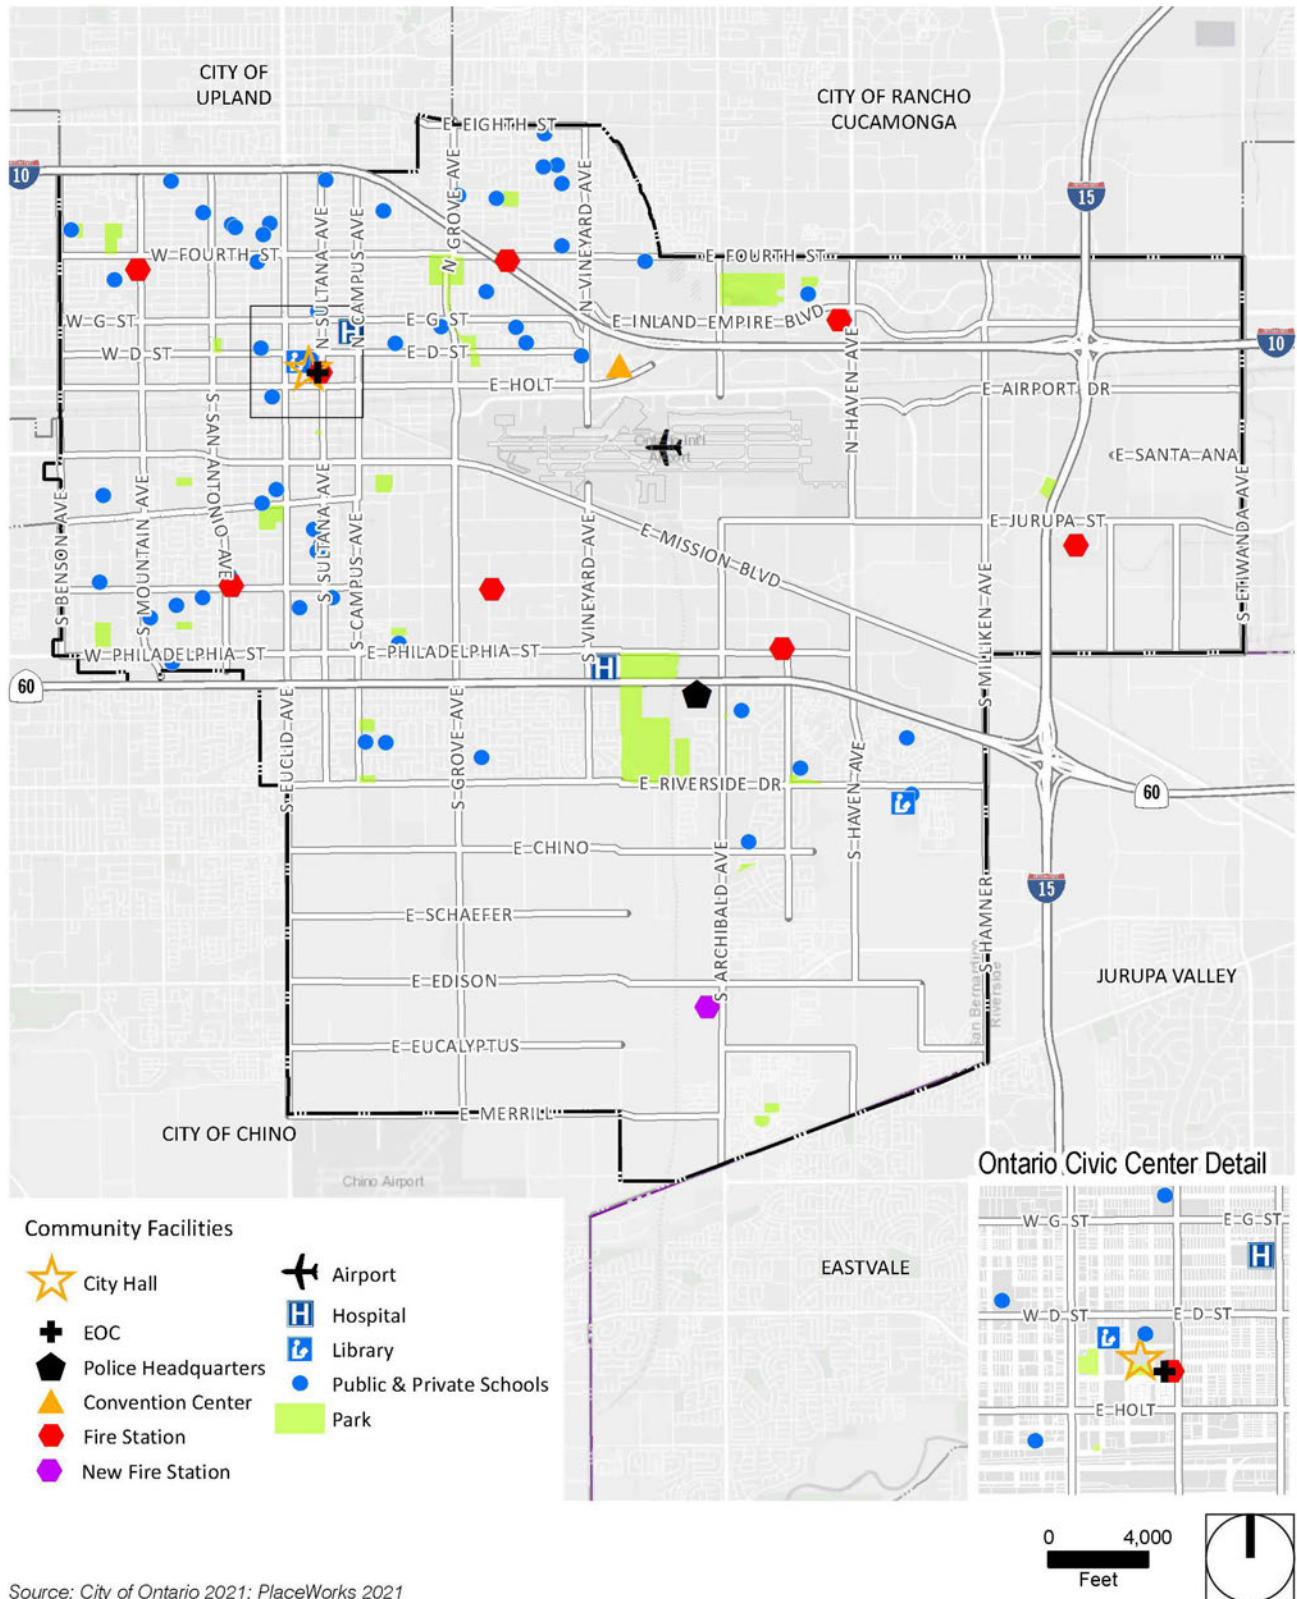 CITY OF
UPLAND
CITY OF RANCHO
CUCAMONGA
E EIGHTH ST
10
15
N GROVE AVE
N VINEYARD AVE
N SULTANA AVE
N CAMPUS AVE
W FOURTH ST
E FOURTH ST
W G ST
E G ST
E INLAND EMPIRE BLVD
W D ST
E D ST
10
E HOLT
E AIRPORT DR
N HAVEN AVE
Ontario Int'l
Airport
E SANTA ANA
S BENSON AVE
S MOUNTAIN AVE
S SAN ANTONIO AVE
S SULTANA AVE
S CAMPUS AVE
S VINEYARD AVE
E MISSION BLVD
E JURUPA ST
S MILLIKEN AVE
S ETIWANDA AVE
W PHILADELPHIA ST
E PHILADELPHIA ST
60
S EUCLID AVE
S GROVE AVE
E RIVERSIDE DR
S HAVEN AVE
60
E CHINO
S ARCHIBALD AVE
15
E SCHAEFER
S HAMNER
E EDISON
San Bernardino
Riverside
JURUPA VALLEY
E EUCALYPTUS
E MERRILL
CITY OF CHINO
Chino Airport
EASTVALE
Ontario Civic Center Detail
W G ST
E G ST
W D ST
E D ST
E HOLT
Community Facilities
City Hall
EOC
Police Headquarters
Convention Center
Fire Station
New Fire Station
Airport
H Hospital
Library
Public & Private Schools
Park
0 4,000
Feet
Source: City of Ontario 2021; PlaceWorks 2021